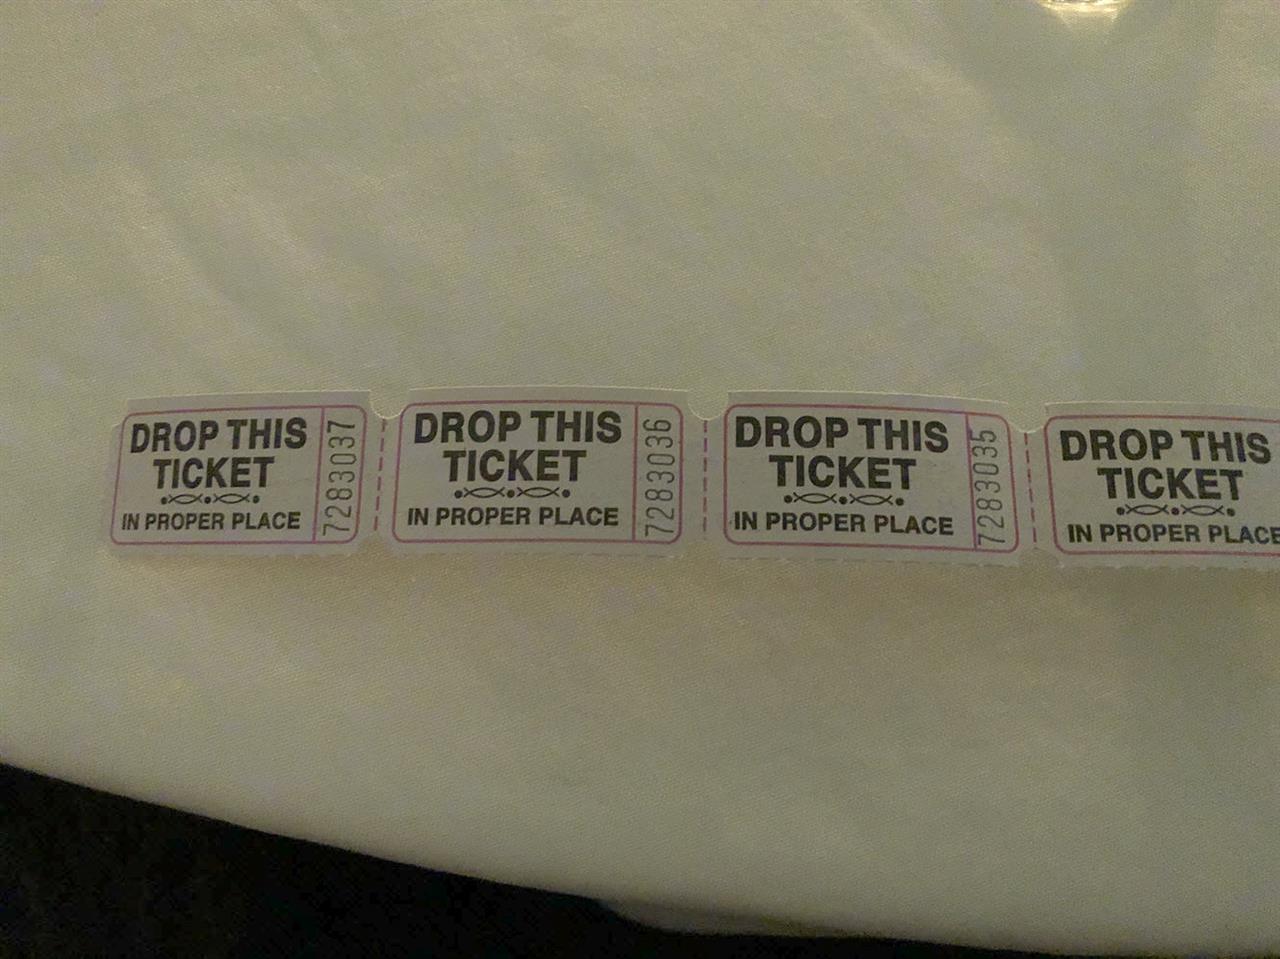 DROP THIS
TICKET
IN PROPER PLACE
7283037
DROP THIS
TICKET
IN PROPER PLACE
7283036
DROP THIS
TICKET
IN PROPER PLACE
7283035
DROP THIS
TICKET
IN PROPER PLACE